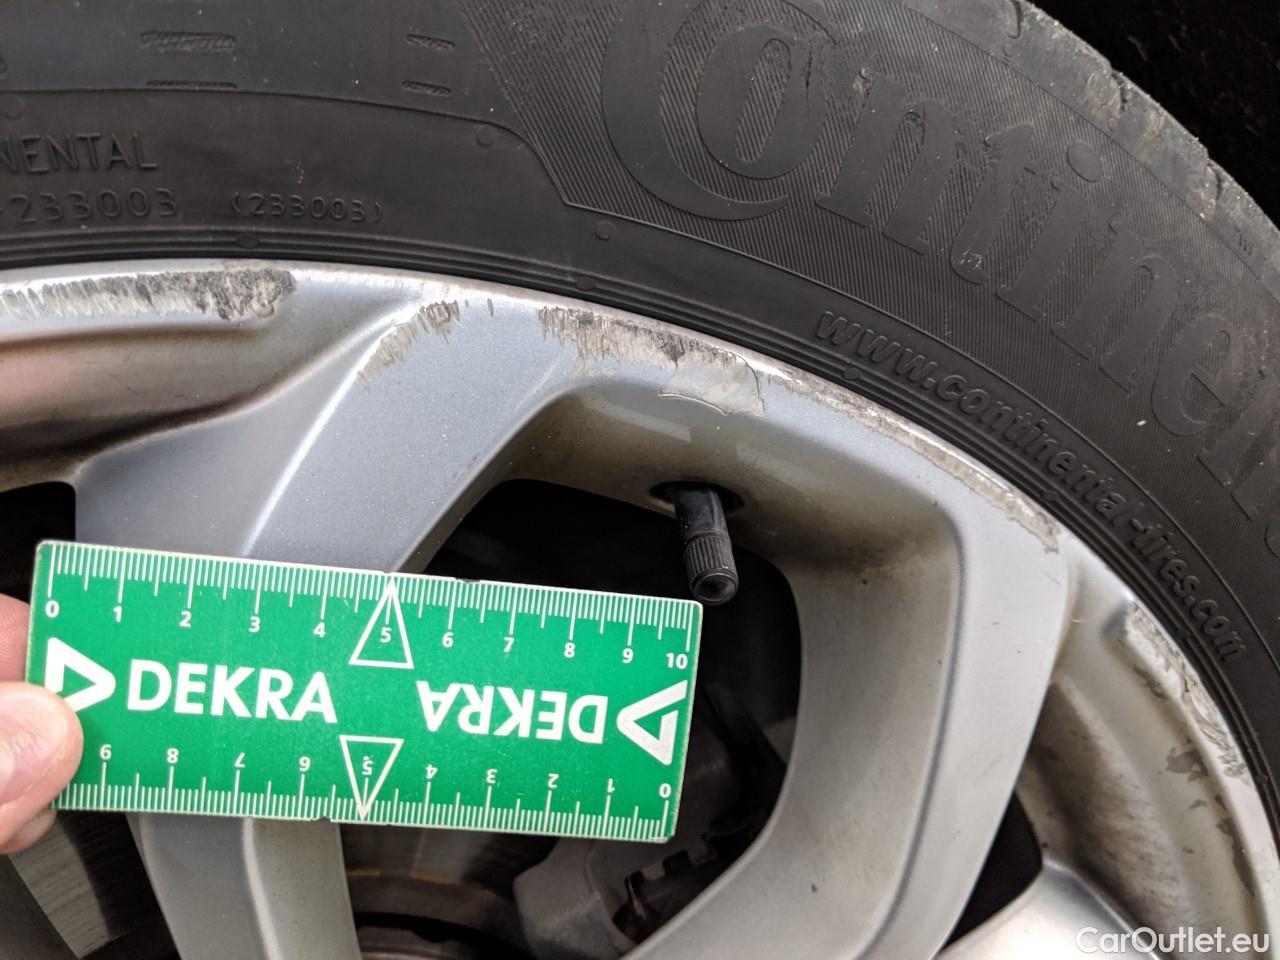 Continental
NENTAL
-233003 (233003)
www.continental-tires.com
0 1 2 3 4 5 6 7 8 9 10
DEKRA DEKRA
9 8 7 6 5 4 3 2 1 0
CarOutlet.eu